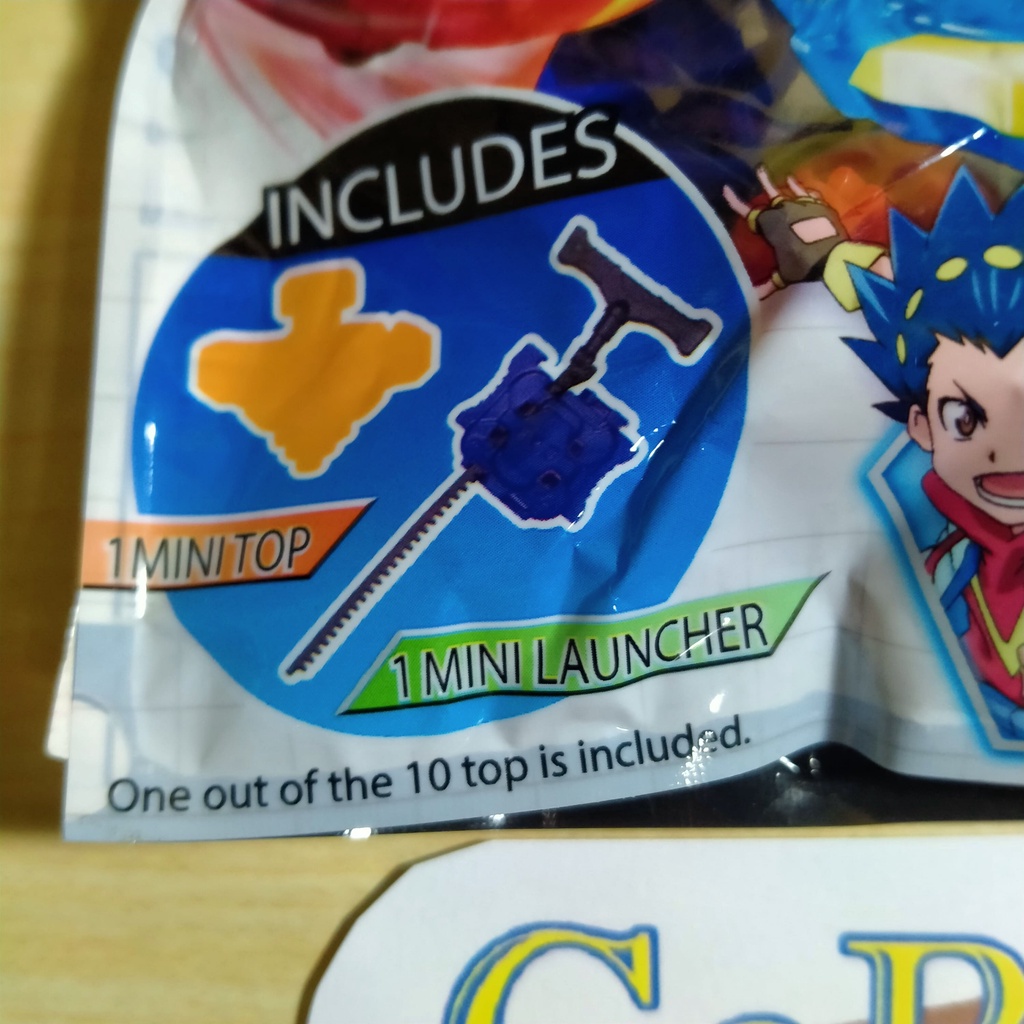 INCLUDES
1 MINI TOP
1 MINI LAUNCHER
One out of the 10 top is included.